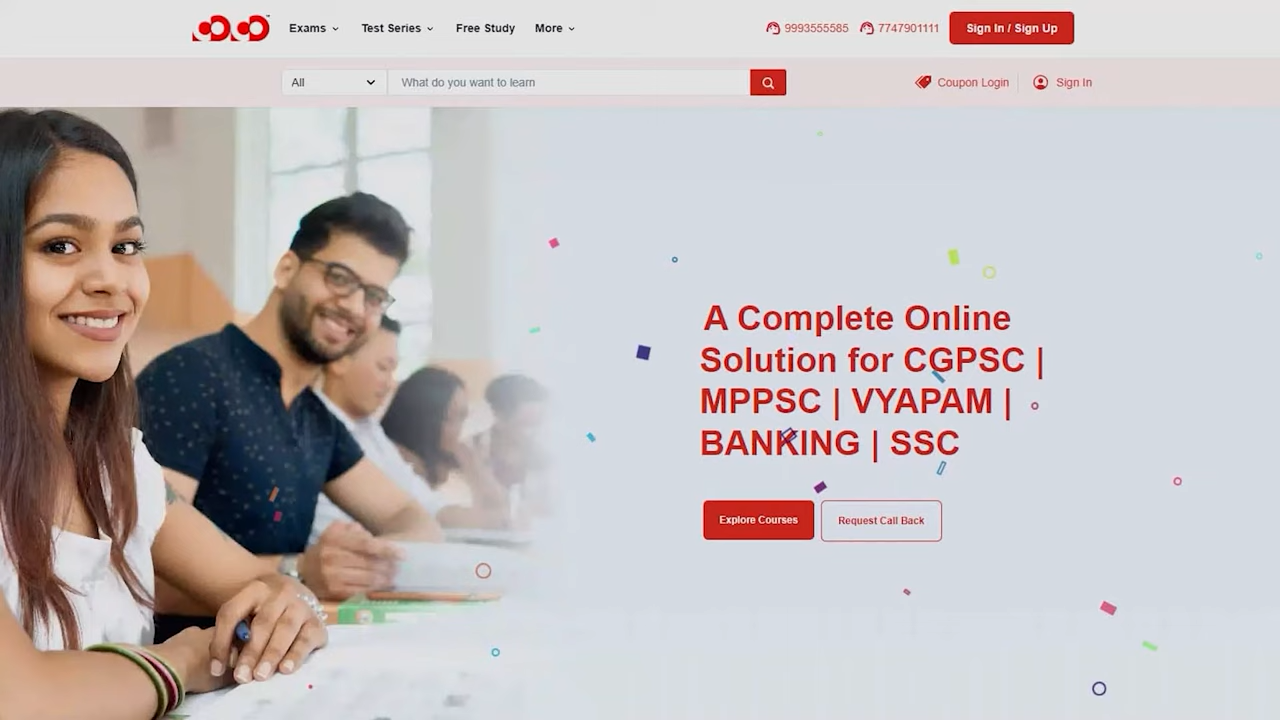 Exams
Test Series
Free Study
More
9993555585
7747901111
Sign In / Sign Up
All
What do you want to learn
Coupon Login
Sign In
A Complete Online
Solution for CGPSC |
MPPSC | VYAPAM |
BANKING | SSC
Explore Courses
Request Call Back